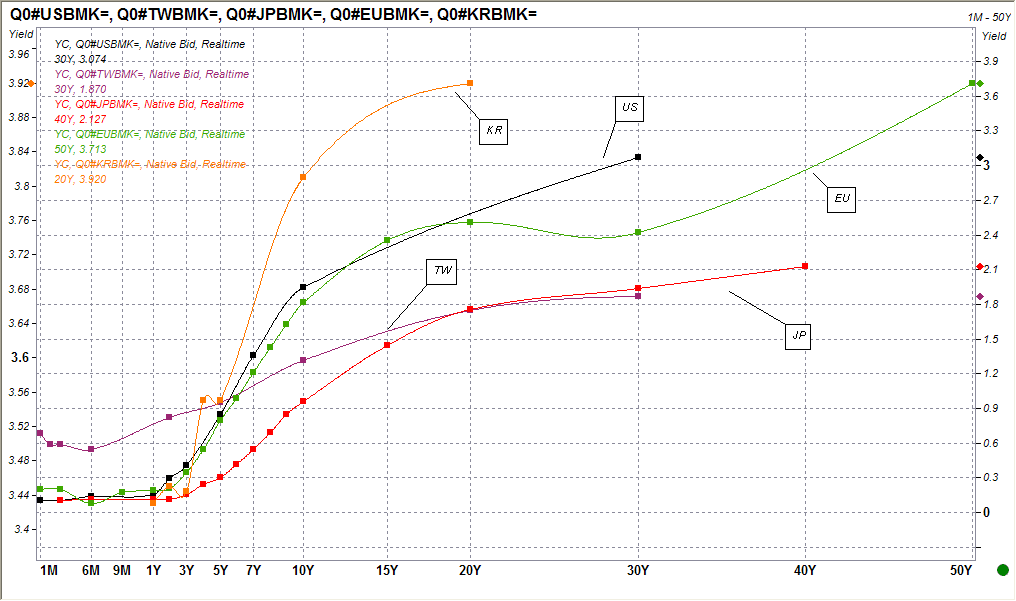 Q0#USBMK=, Q0#TWBMK=, Q0#JPBMK=, Q0#EUBMK=, Q0#KRBMK=
1M - 50Y
Yield
Yield
YC, Q0#USBMK=, Native Bid, Realtime
30Y, 3.074
YC, Q0#TWBMK=, Native Bid, Realtime
30Y, 1.870
YC, Q0#JPBMK=, Native Bid, Realtime
40Y, 2.127
YC, Q0#EUBMK=, Native Bid, Realtime
50Y, 3.713
YC, Q0#KRBMK=, Native Bid, Realtime
20Y, 3.920
3.96
3.92
3.88
3.84
3.8
3.76
3.72
3.68
3.64
3.6
3.56
3.52
3.48
3.44
3.4
KR
US
EU
TW
JP
3.9
3.6
3.3
3
2.7
2.4
2.1
1.8
1.5
1.2
0.9
0.6
0.3
0
1M 6M 9M 1Y 3Y 5Y 7Y 10Y 15Y 20Y 30Y 40Y 50Y